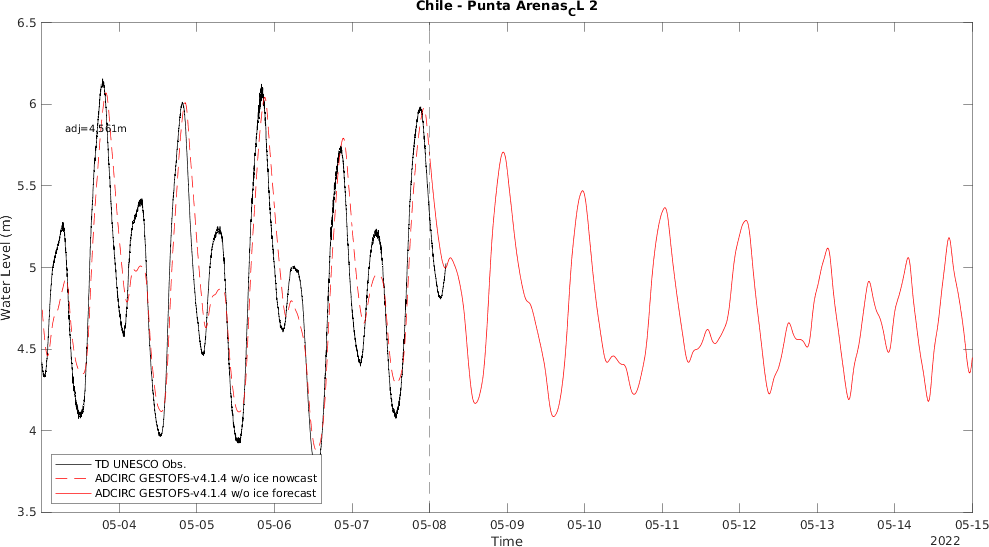 Chile - Punta Arenas_CL 2
6.5
6
5.5
5
4.5
4
3.5
Water Level (m)
adj=4.561m
TD UNESCO Obs.
ADCIRC GESTOFS-v4.1.4 w/o ice nowcast
ADCIRC GESTOFS-v4.1.4 w/o ice forecast
05-04 05-05 05-06 05-07 05-08 05-09 05-10 05-11 05-12 05-13 05-14 05-15
Time
2022